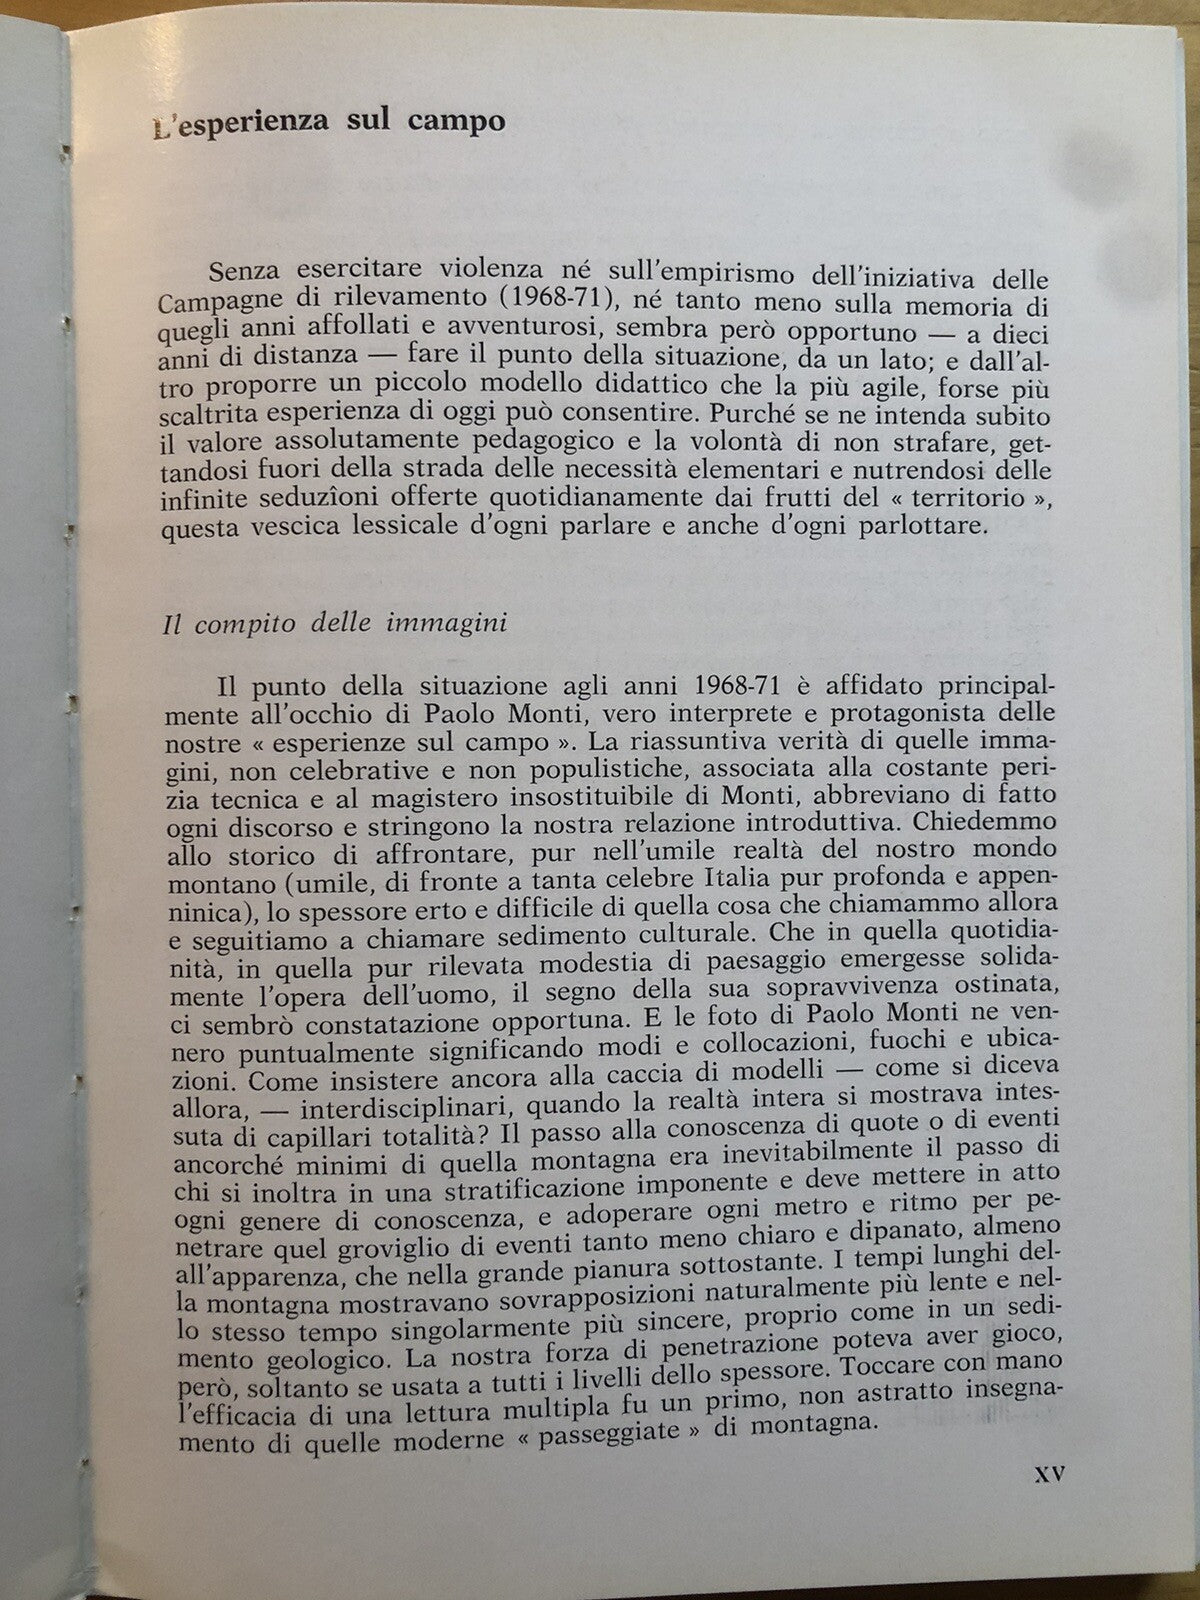 L'esperienza sul campo
Senza esercitare violenza né sull'empirismo dell'iniziativa delle
Campagne di rilevamento (1968-71), né tanto meno sulla memoria di
quegli anni affollati e avventurosi, sembra però opportuno — a dieci
anni di distanza — fare il punto della situazione, da un lato; e dall'al-
tro proporre un piccolo modello didattico che la più agile, forse più
scaltrita esperienza di oggi può consentire. Purché se ne intenda subito
il valore assolutamente pedagogico e la volontà di non strafare, get-
tandosi fuori della strada delle necessità elementari e nutrendosi delle
infinite seduzîoni offerte quotidianamente dai frutti del « territorio »,
questa vescica lessicale d'ogni parlare e anche d'ogni parlottare.
Il compito delle immagini
Il punto della situazione agli anni 1968-71 è affidato principal-
mente all'occhio di Paolo Monti, vero interprete e protagonista delle
nostre « esperienze sul campo ». La riassuntiva verità di quelle imma-
gini, non celebrative e non populistiche, associata alla costante peri-
zia tecnica e al magistero insostituibile di Monti, abbreviano di fatto
ogni discorso e stringono la nostra relazione introduttiva. Chiedemmo
allo storico di affrontare, pur nell'umile realtà del nostro mondo
montano (umile, di fronte a tanta celebre Italia pur profonda e appen-
ninica), lo spessore erto e difficile di quella cosa che chiamammo allora
e seguitiamo a chiamare sedimento culturale. Che in quella quotidia-
nità, in quella pur rilevata modestia di paesaggio emergesse solida-
mente l'opera dell'uomo, il segno della sua sopravvivenza ostinata,
ci sembrò constatazione opportuna. E le foto di Paolo Monti ne ven-
nero puntualmente significando modi e collocazioni, fuochi e ubica-
zioni. Come insistere ancora alla caccia di modelli — come si diceva
allora, — interdisciplinari, quando la realtà intera si mostrava intes-
suta di capillari totalità? Il passo alla conoscenza di quote o di eventi
ancorché minimi di quella montagna era inevitabilmente il passo di
chi si inoltra in una stratificazione imponente e deve mettere in atto
ogni genere di conoscenza, e adoperare ogni metro e ritmo per pe-
netrare quel groviglio di eventi tanto meno chiaro e dipanato, almeno
all'apparenza, che nella grande pianura sottostante. I tempi lunghi del-
la montagna mostravano sovrapposizioni naturalmente più lente e nel-
lo stesso tempo singolarmente più sincere, proprio come in un sedi-
mento geologico. La nostra forza di penetrazione poteva aver gioco,
però, soltanto se usata a tutti i livelli dello spessore. Toccare con mano
l'efficacia di una lettura multipla fu un primo, non astratto insegna-
mento di quelle moderne « passeggiate » di montagna.
XV